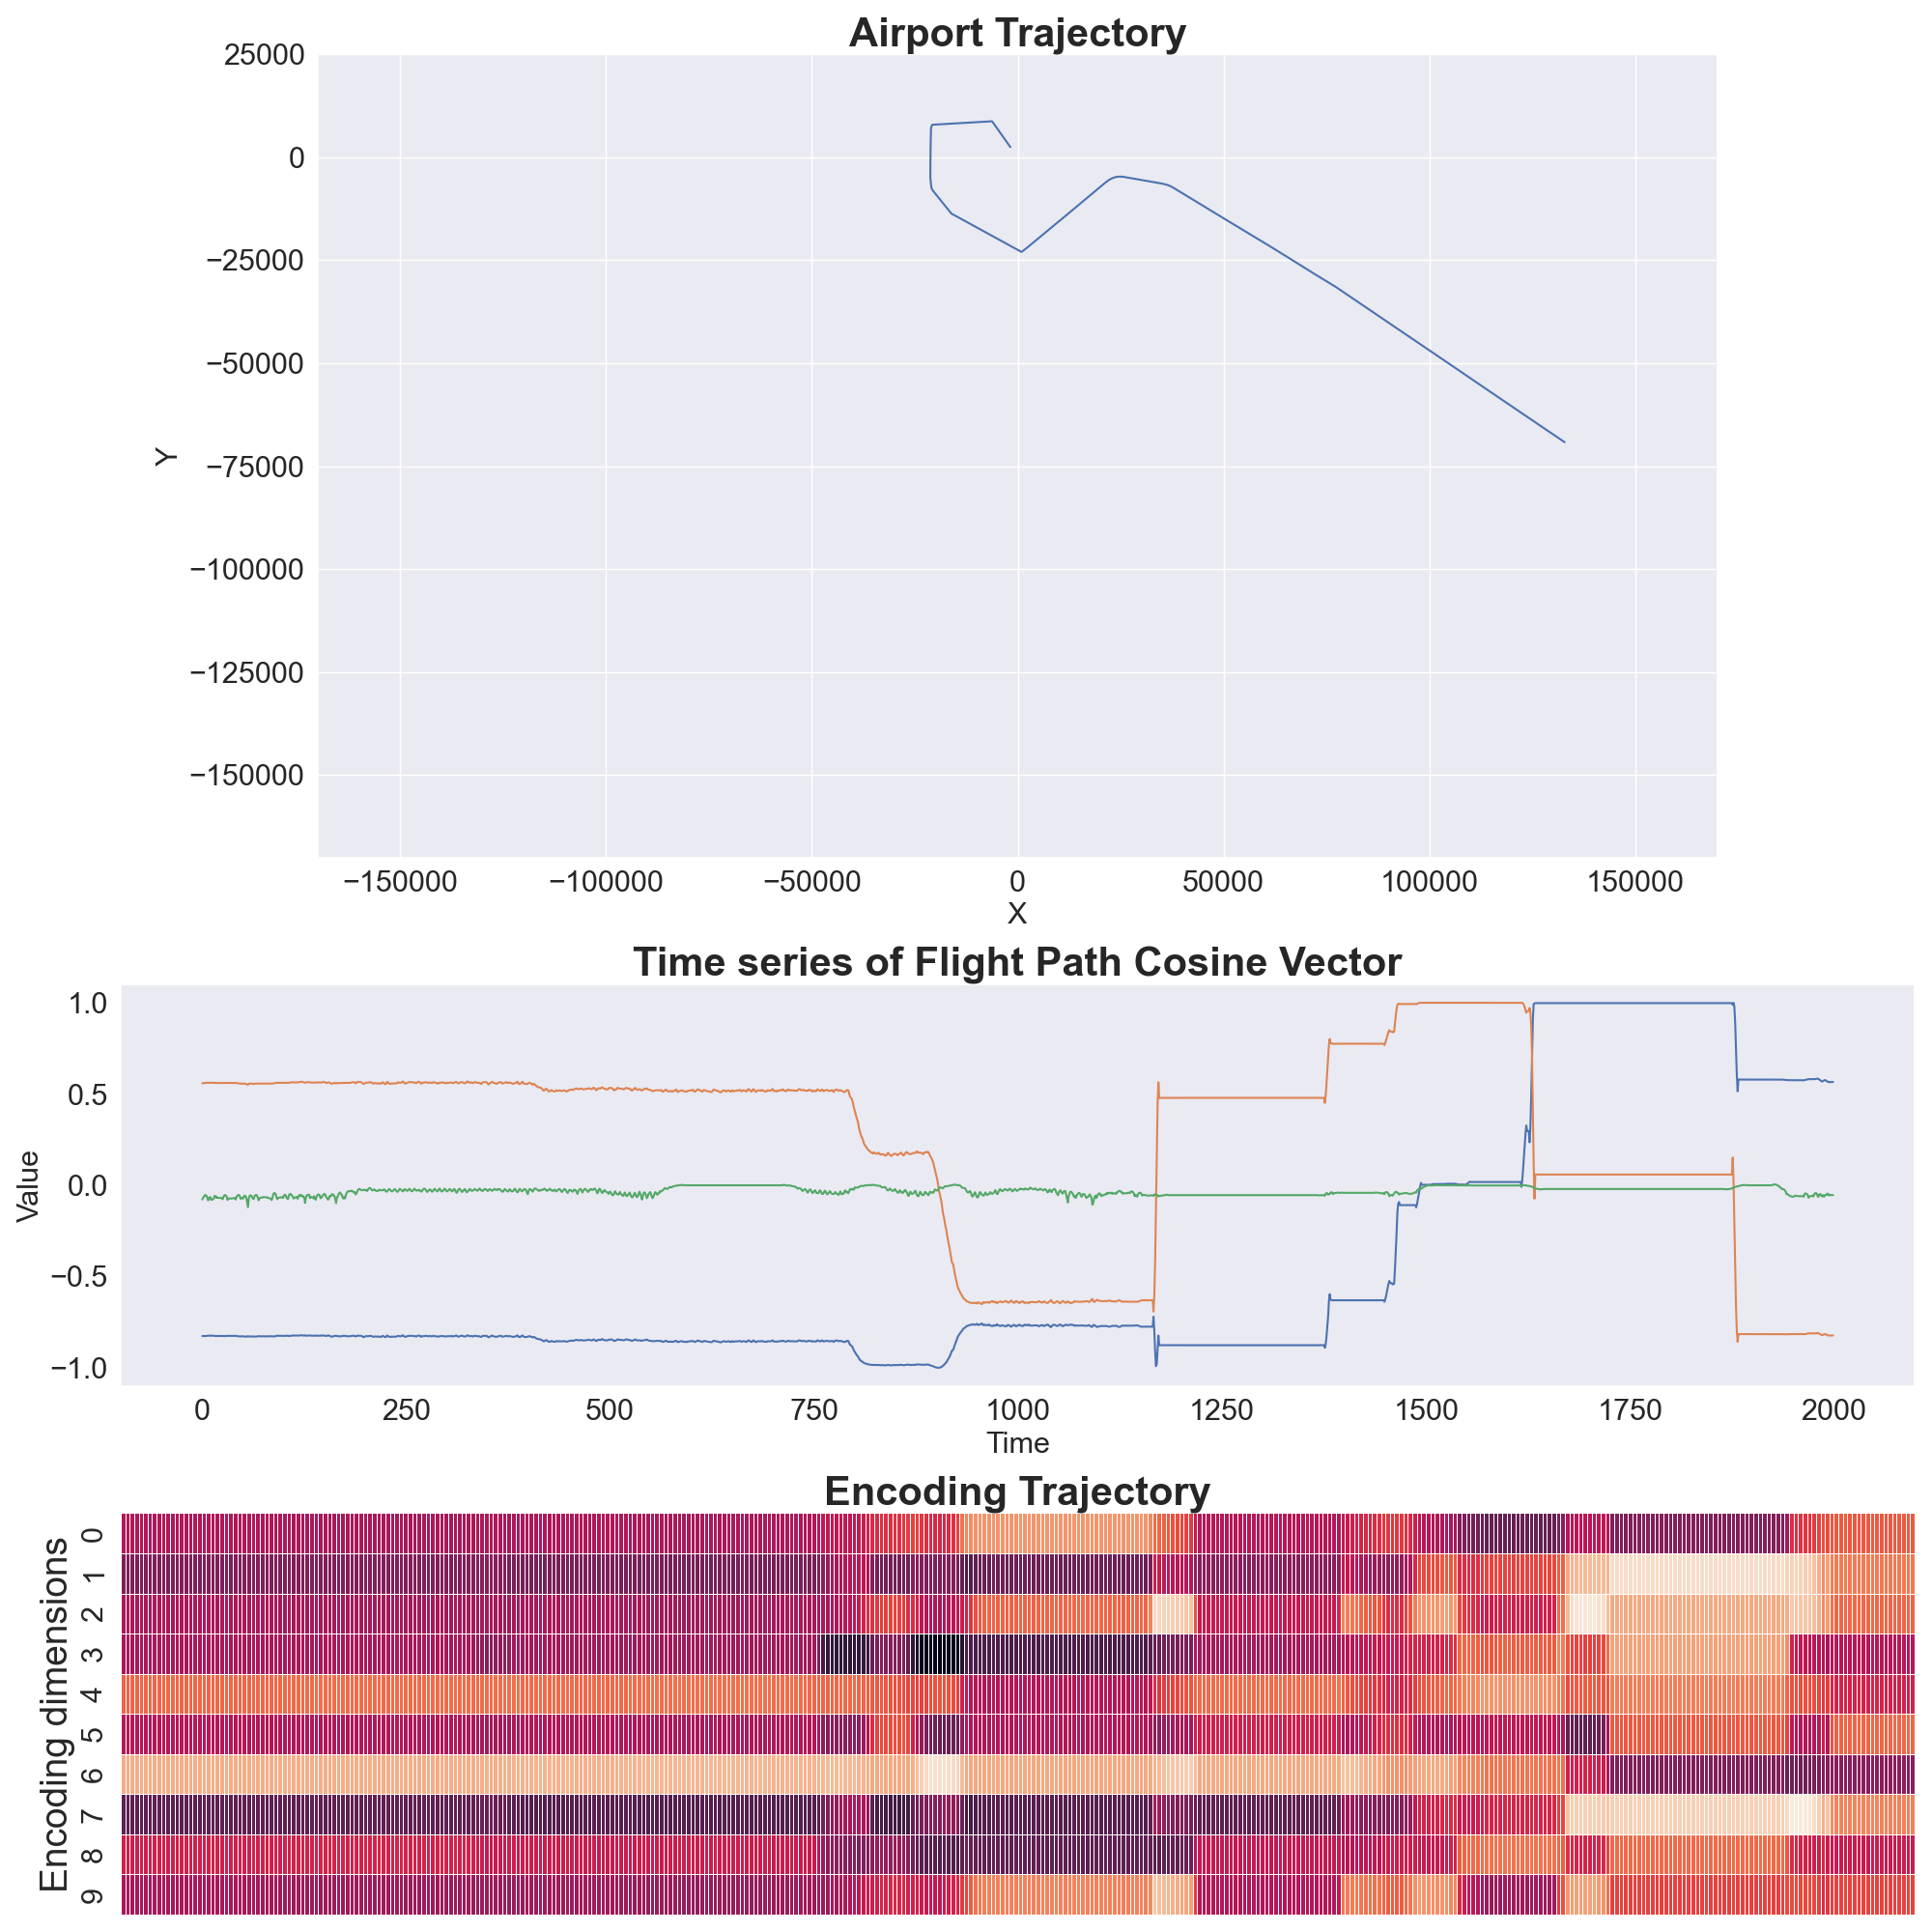 Airport Trajectory
25000
0
−25000
−50000
−75000
−100000
−125000
−150000
Y
−150000 −100000 −50000 0 50000 100000 150000
X
Time series of Flight Path Cosine Vector
1.0
0.5
0.0
−0.5
−1.0
Value
0 250 500 750 1000 1250 1500 1750 2000
Time
Encoding Trajectory
Encoding dimensions
0
1
2
3
4
5
6
7
8
9